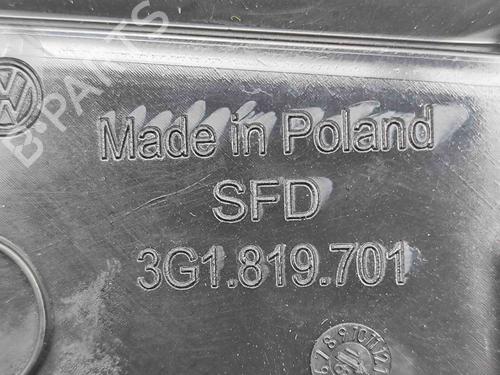 B-PARTS
Made in Poland
SFD
3G1.819.701